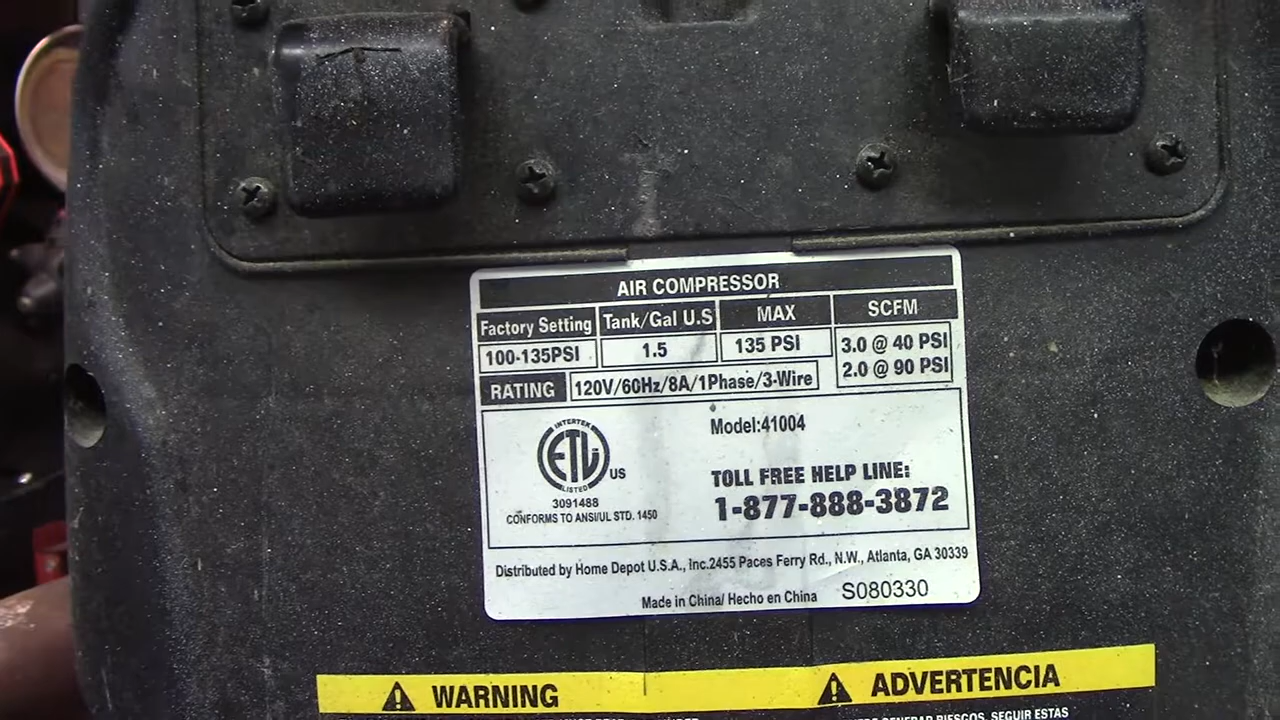 AIR COMPRESSOR
Factory Setting Tank/Gal U.S MAX SCFM
100-135PSI 1.5 135 PSI 3.0 @ 40 PSI
2.0 @ 90 PSI
RATING 120V/60Hz/8A/1Phase/3-Wire
Model:41004
INTERTEK
ETL US
LISTED
3091488
CONFORMS TO ANSI/UL STD. 1450
TOLL FREE HELP LINE:
1-877-888-3872
Distributed by Home Depot U.S.A., Inc.2455 Paces Ferry Rd., N.W., Atlanta, GA 30339
Made in China/ Hecho en China S080330
WARNING ADVERTENCIA
RIESGOS, SEGUIR ESTAS